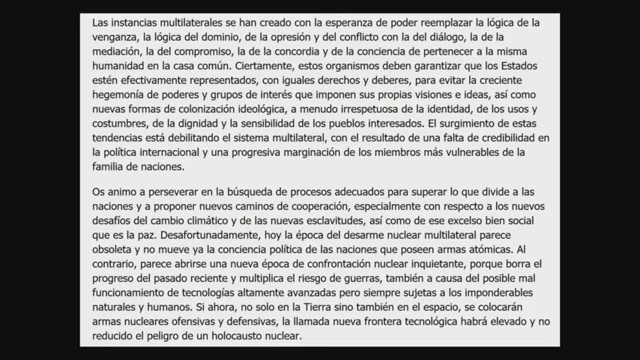 Las instancias multilaterales se han creado con la esperanza de poder reemplazar la lógica de la
venganza, la lógica del dominio, de la opresión y del conflicto con la del diálogo, la de la
mediación, la del compromiso, la de la concordia y de la conciencia de pertenecer a la misma
humanidad en la casa común. Ciertamente, estos organismos deben garantizar que los Estados
estén efectivamente representados, con iguales derechos y deberes, para evitar la creciente
hegemonía de poderes y grupos de interés que imponen sus propias visiones e ideas, así como
nuevas formas de colonización ideológica, a menudo irrespetuosa de la identidad, de los usos y
costumbres, de la dignidad y la sensibilidad de los pueblos interesados. El surgimiento de estas
tendencias está debilitando el sistema multilateral, con el resultado de una falta de credibilidad en
la política internacional y una progresiva marginación de los miembros más vulnerables de la
familia de naciones.
Os animo a perseverar en la búsqueda de procesos adecuados para superar lo que divide a las
naciones y a proponer nuevos caminos de cooperación, especialmente con respecto a los nuevos
desafíos del cambio climático y de las nuevas esclavitudes, así como de ese excelso bien social
que es la paz. Desafortunadamente, hoy la época del desarme nuclear multilateral parece
obsoleta y no mueve ya la conciencia política de las naciones que poseen armas atómicas. Al
contrario, parece abrirse una nueva época de confrontación nuclear inquietante, porque borra el
progreso del pasado reciente y multiplica el riesgo de guerras, también a causa del posible mal
funcionamiento de tecnologías altamente avanzadas pero siempre sujetas a los imponderables
naturales y humanos. Si ahora, no solo en la Tierra sino también en el espacio, se colocarán
armas nucleares ofensivas y defensivas, la llamada nueva frontera tecnológica habrá elevado y no
reducido el peligro de un holocausto nuclear.